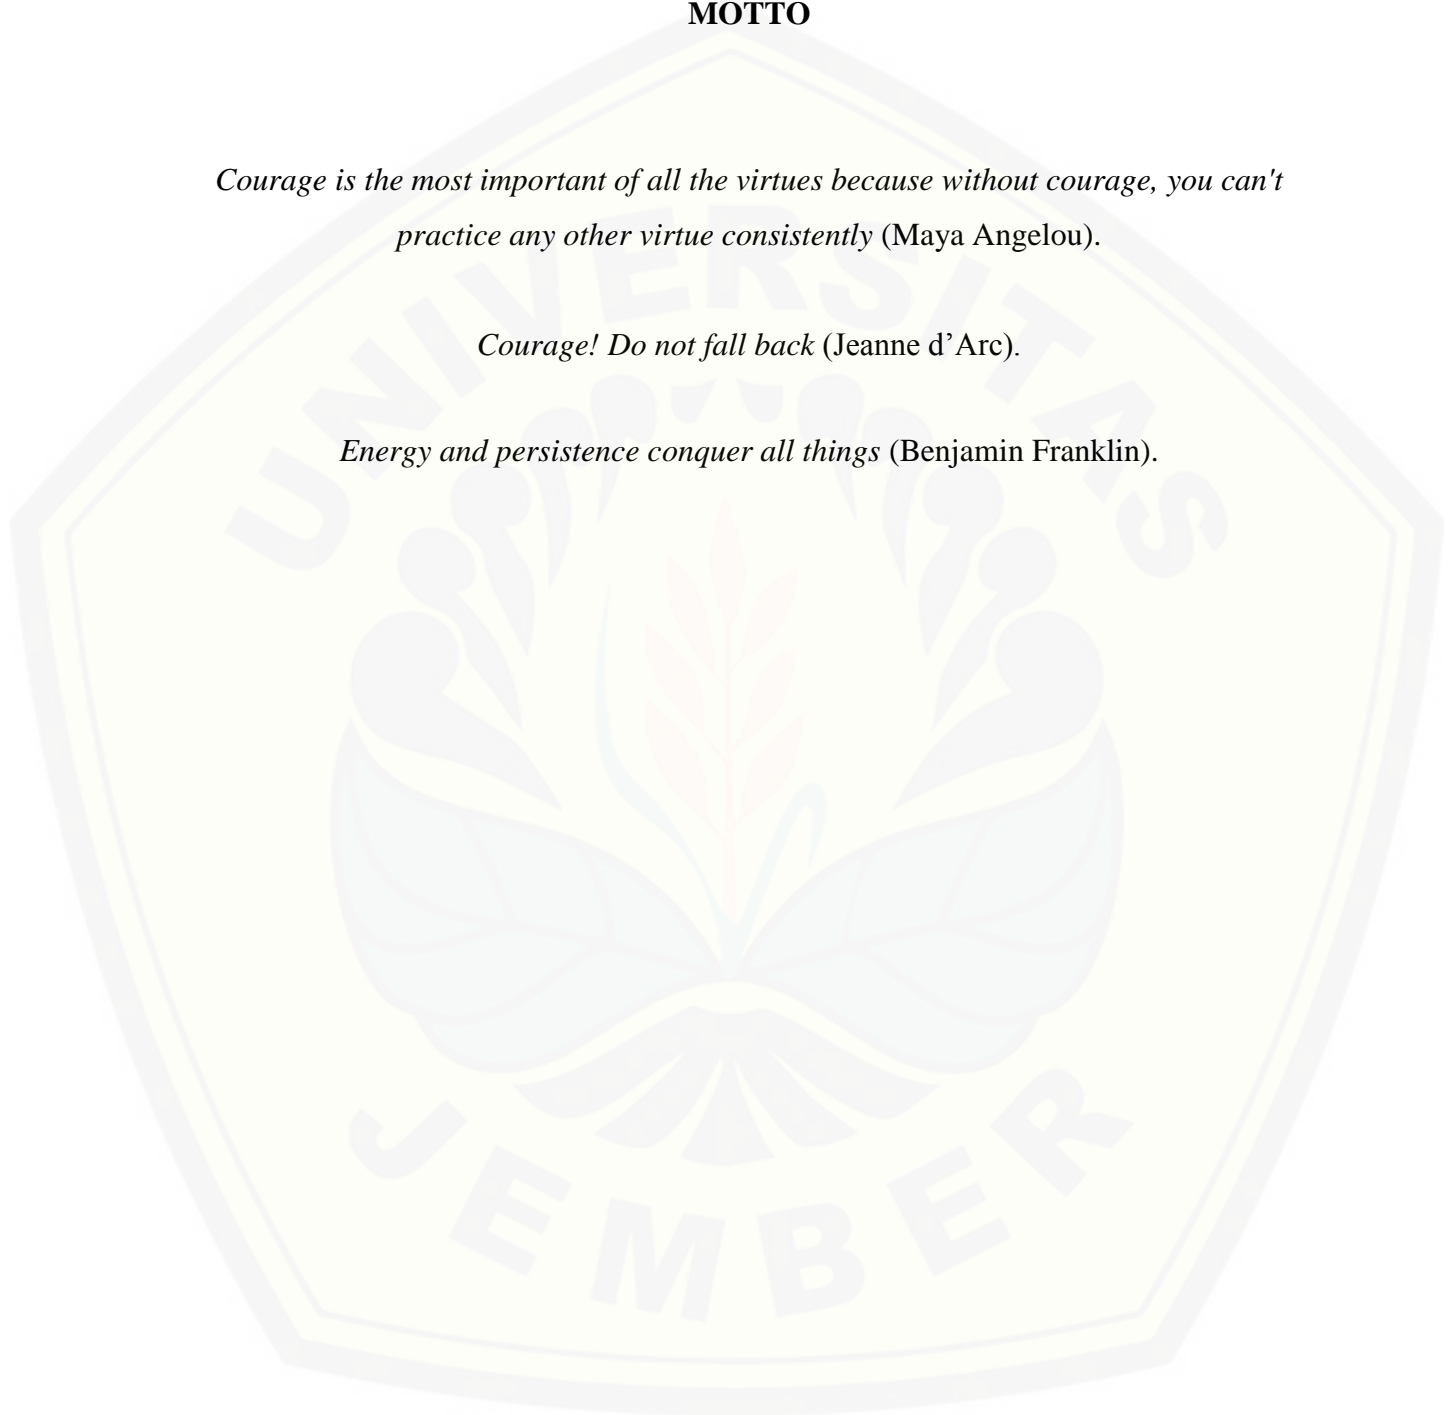 MOTTO
Courage is the most important of all the virtues because without courage, you can't
practice any other virtue consistently (Maya Angelou).
Courage! Do not fall back (Jeanne d’Arc).
Energy and persistence conquer all things (Benjamin Franklin).
UNIVERSITAS
JEMBER